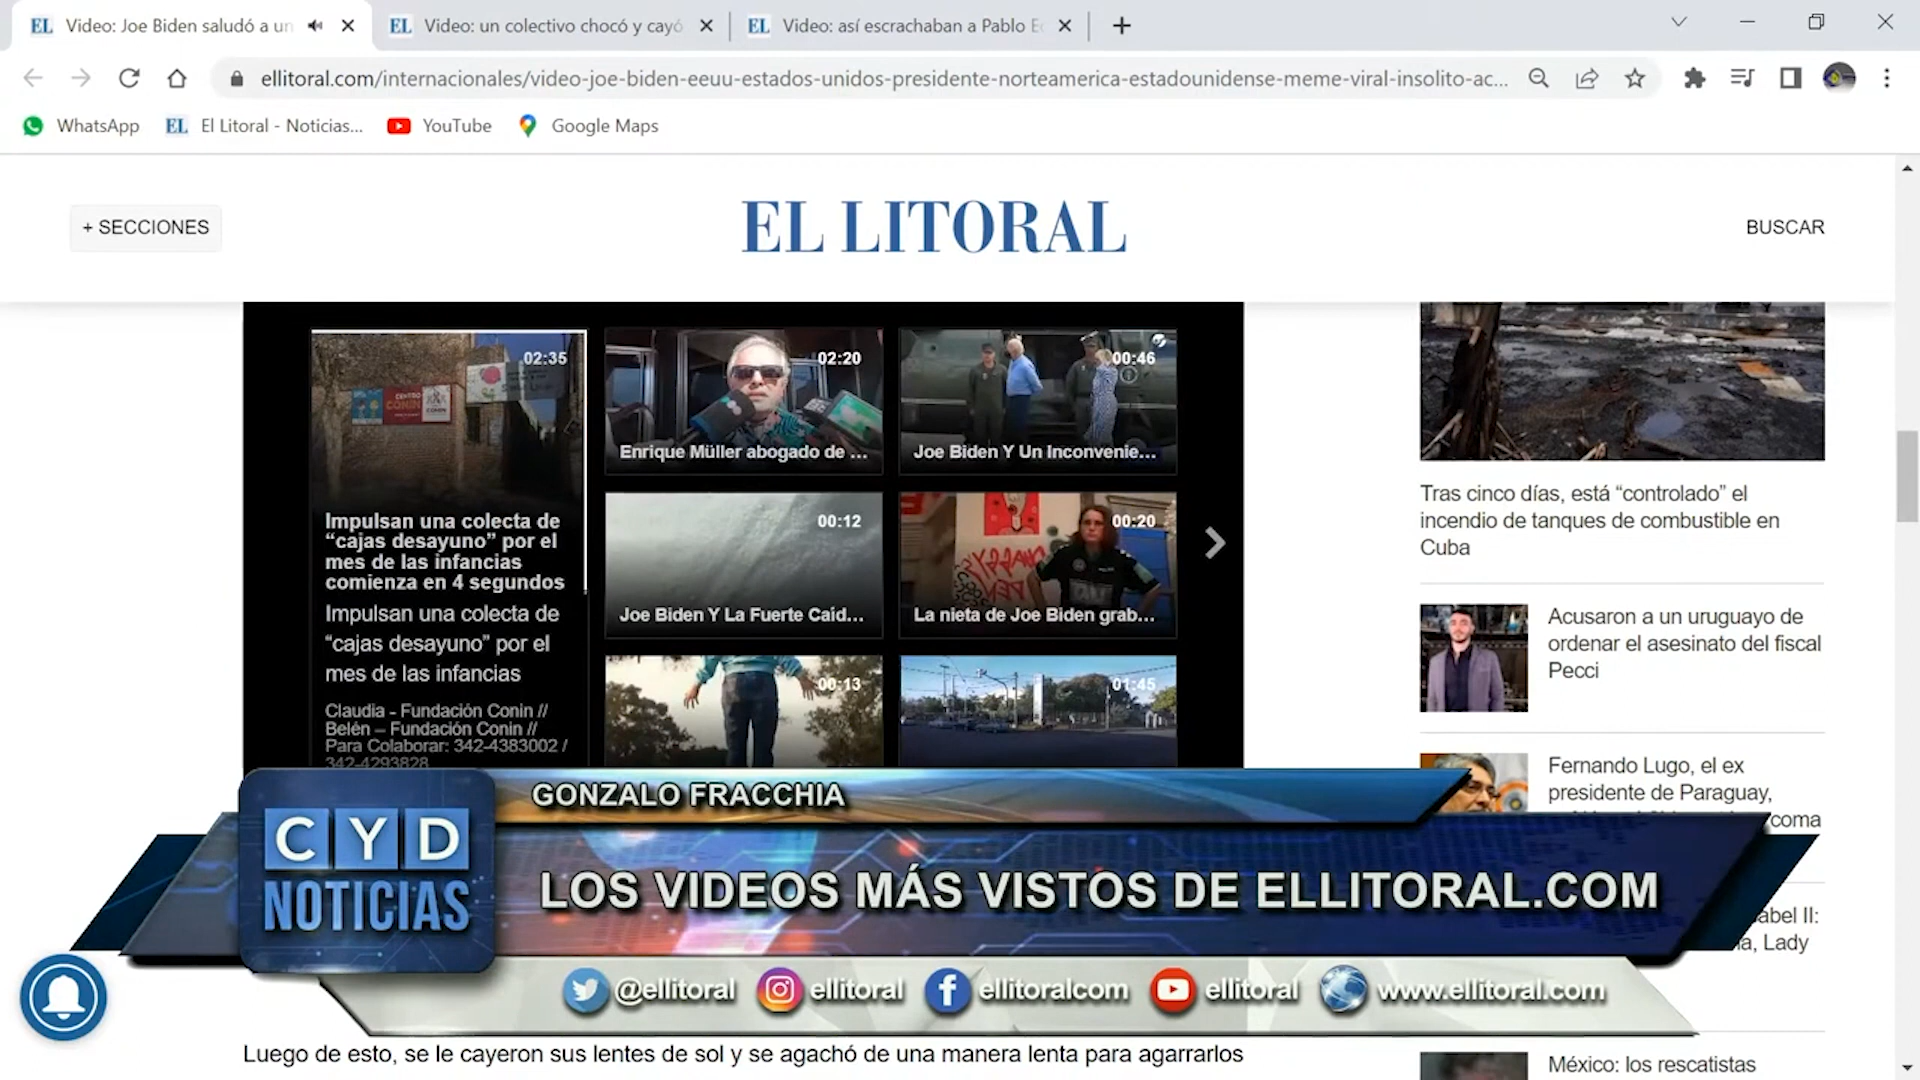 EL Video: Joe Biden saludó a un
EL Video: un colectivo chocó y cayó
EL Video: así escrachaban a Pablo E
ellitoral.com/internacionales/video-joe-biden-eeuu-estados-unidos-presidente-norteamerica-estadounidense-meme-viral-insolito-ac...
WhatsApp
EL El Litoral - Noticias...
YouTube
Google Maps
+ SECCIONES
EL LITORAL
BUSCAR
02:35
CENTRO
CONIN
CONIN
Impulsan una colecta de
“cajas desayuno” por el
mes de las infancias
comienza en 4 segundos
Impulsan una colecta de
“cajas desayuno” por el
mes de las infancias
Claudia - Fundación Conin //
Belén – Fundación Conin //
Para Colaborar: 342-4383002 /
342-4293828
02:20
Enrique Müller abogado de ...
00:46
Joe Biden Y Un Inconvenie...
00:12
Joe Biden Y La Fuerte Caíd...
00:20
La nieta de Joe Biden grab...
00:13
01:45
Tras cinco días, está “controlado” el
incendio de tanques de combustible en
Cuba
Acusaron a un uruguayo de
ordenar el asesinato del fiscal
Pecci
Fernando Lugo, el ex
presidente de Paraguay,
coma
abel II:
na, Lady
México: los rescatistas
GONZALO FRACCHIA
CYD
NOTICIAS
LOS VIDEOS MÁS VISTOS DE ELLITORAL.COM
@ellitoral
ellitoral
ellitoralcom
ellitoral
www.ellitoral.com
Luego de esto, se le cayeron sus lentes de sol y se agachó de una manera lenta para agarrarlos